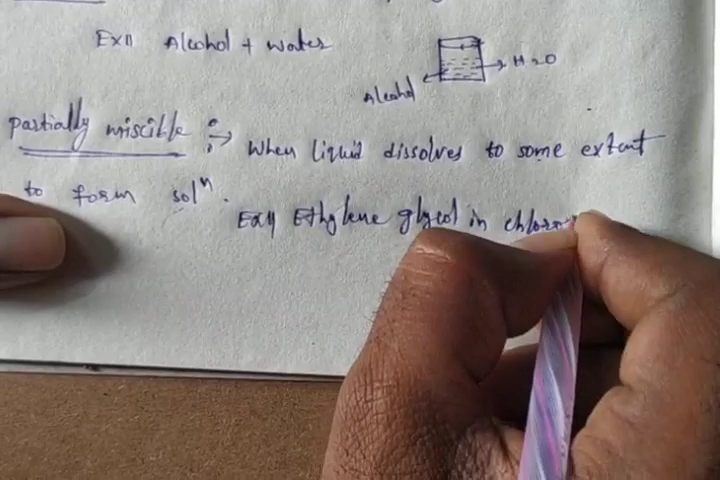 Ex:) Alcohol + water
Alcohol
H2O
Partially miscible :→ When liquid dissolves to some extent
to form solⁿ.
Ex:) Ethylene glycol in chloro